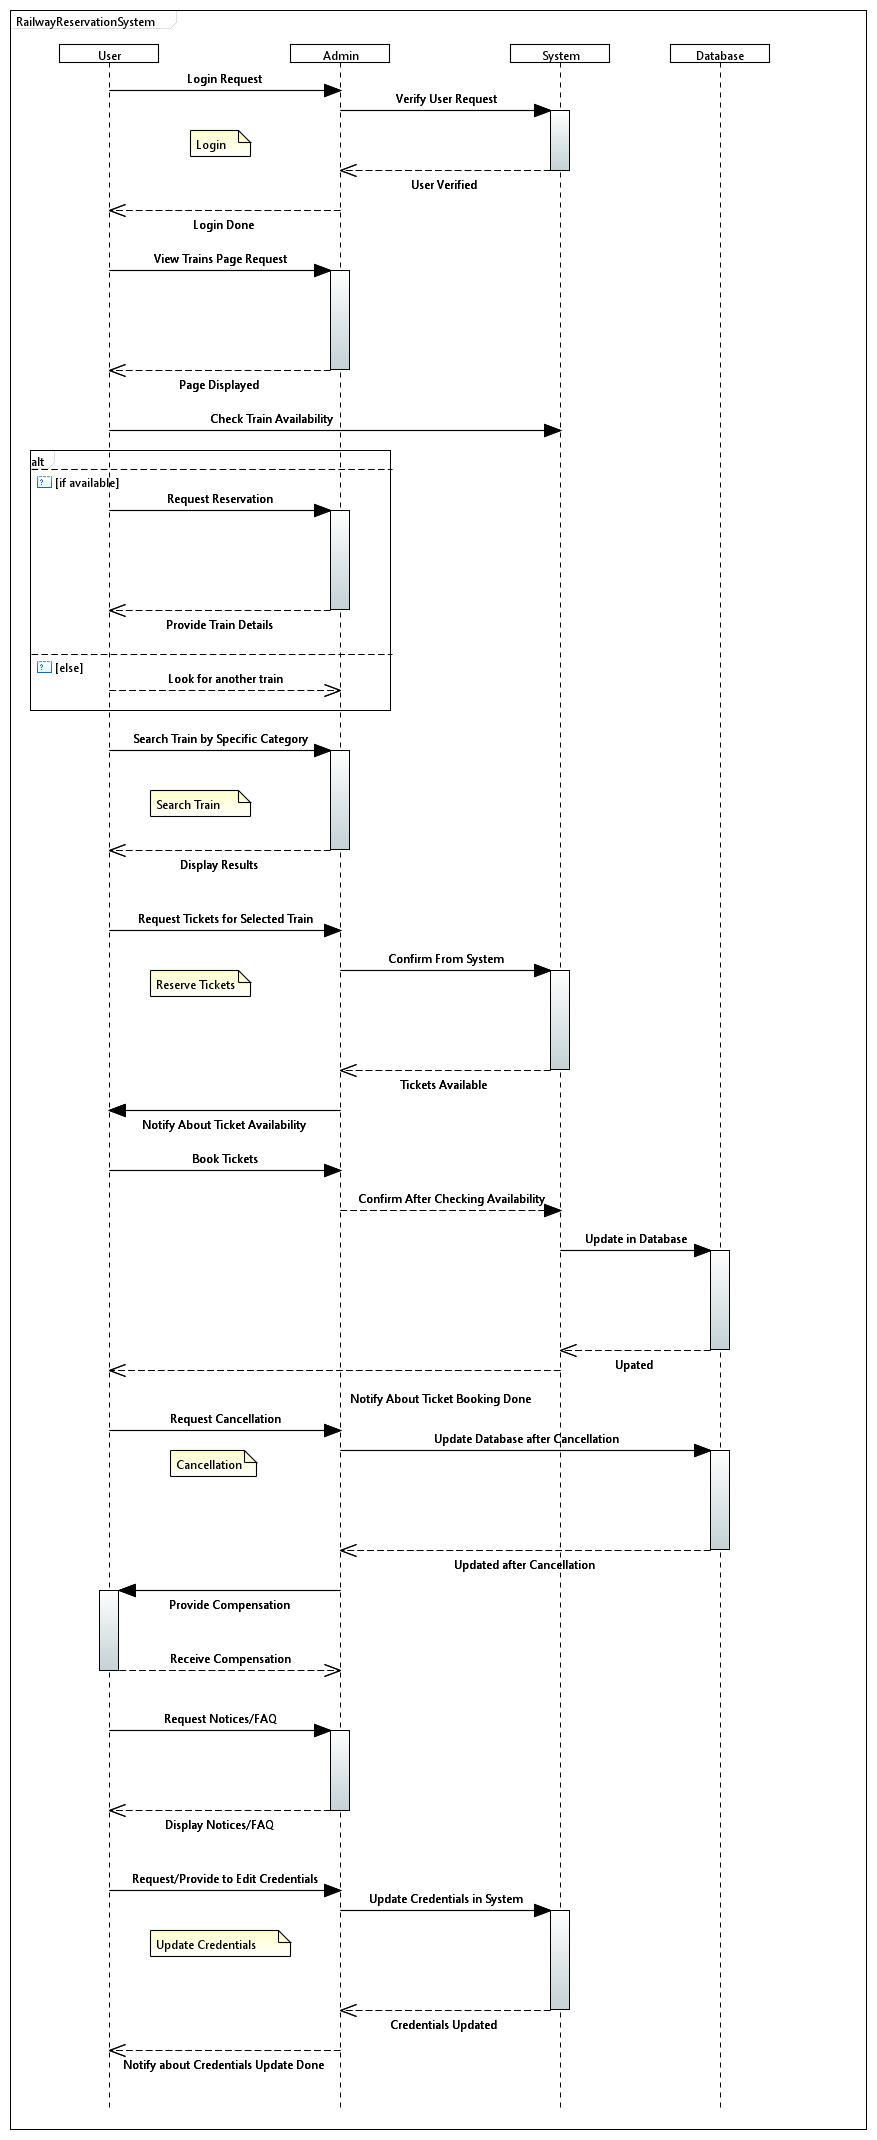 RailwayReservationSystem
User
Admin
System
Database
Login Request
Verify User Request
Login
User Verified
Login Done
View Trains Page Request
Page Displayed
Check Train Availability
alt
? [if available]
Request Reservation
Provide Train Details
? [else]
Look for another train
Search Train by Specific Category
Search Train
Display Results
Request Tickets for Selected Train
Confirm From System
Reserve Tickets
Tickets Available
Notify About Ticket Availability
Book Tickets
Confirm After Checking Availability
Update in Database
Upated
Notify About Ticket Booking Done
Request Cancellation
Update Database after Cancellation
Cancellation
Updated after Cancellation
Provide Compensation
Receive Compensation
Request Notices/FAQ
Display Notices/FAQ
Request/Provide to Edit Credentials
Update Credentials in System
Update Credentials
Credentials Updated
Notify about Credentials Update Done